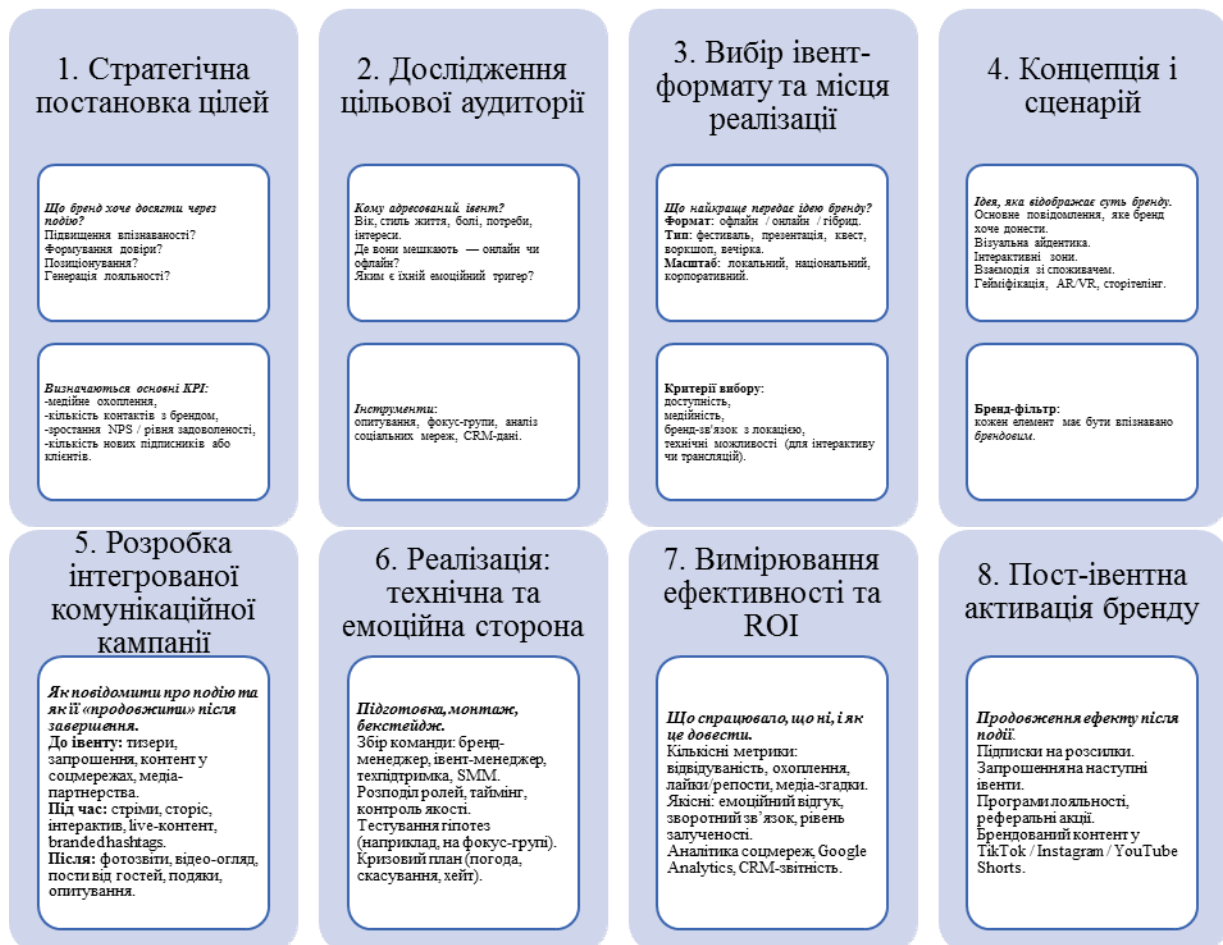 1. Стратегічна
постановка цілей
Що бренд хоче досягти через
подію?
Підвищення впізнаваності?
Формування довіри?
Позиціонування?
Генерація лояльності?
Визначаються основні KPI:
-медійне охоплення,
-кількість контактів з брендом,
-зростання NPS / рівня задоволеності,
-кількість нових підписників або
клієнтів.
2. Дослідження
цільової аудиторії
Кому адресований івент?
Вік, стиль життя, болі, потреби,
інтереси.
Де вони мешкають — онлайн чи
офлайн?
Яким є їхній емоційний тригер?
Інструменти:
опитування, фокус-групи, аналіз
соціальних мереж, CRM-дані.
3. Вибір івент-
формату та місця
реалізації
Що найкраще передає ідею бренду?
Формат: офлайн / онлайн / гібрид.
Тип: фестиваль, презентація, квест,
воркшоп, вечірка.
Масштаб: локальний, національний,
корпоративний.
Критерії вибору:
доступність,
медійність,
бренд-зв'язок з локацією,
технічні можливості (для інтерактиву
чи трансляцій).
4. Концепція і
сценарій
Ідея, яка відображає суть бренду.
Основне повідомлення, яке бренд
хоче донести.
Візуальна айдентика.
Інтерактивні зони.
Взаємодія зі споживачем.
Гейміфікація, AR/VR, сторітелінг.
Бренд-фільтр:
кожен елемент має бути впізнавано
брендовим.
5. Розробка
інтегрованої
комунікаційної
кампанії
Як повідомити про подію та
як її «продовжити» після
завершення.
До івенту: тизери,
запрошення, контент у
соцмережах, медіа-
партнерства.
Під час: стріми, сторіс,
інтерактив, live-контент,
branded hashtags.
Після: фотозвіти, відео-огляд,
пости від гостей, подяки,
опитування.
6. Реалізація:
технічна та
емоційна сторона
Підготовка, монтаж,
бекстейдж.
Збір команди: бренд-
менеджер, івент-менеджер,
техпідтримка, SMM.
Розподіл ролей, таймінг,
контроль якості.
Тестування гіпотез
(наприклад, на фокус-групі).
Кризовий план (погода,
скасування, хейт).
7. Вимірювання
ефективності та
ROI
Що спрацювало, що ні, і як
це довести.
Кількісні метрики:
відвідуваність, охоплення,
лайки/репости, медіа-згадки.
Якісні: емоційний відгук,
зворотний зв’язок, рівень
залученості.
Аналітика соцмереж, Google
Analytics, CRM-звітність.
8. Пост-івентна
активація бренду
Продовження ефекту після
події.
Підписки на розсилки.
Запрошення на наступні
івенти.
Програми лояльності,
реферальні акції.
Брендований контент у
TikTok / Instagram / YouTube
Shorts.